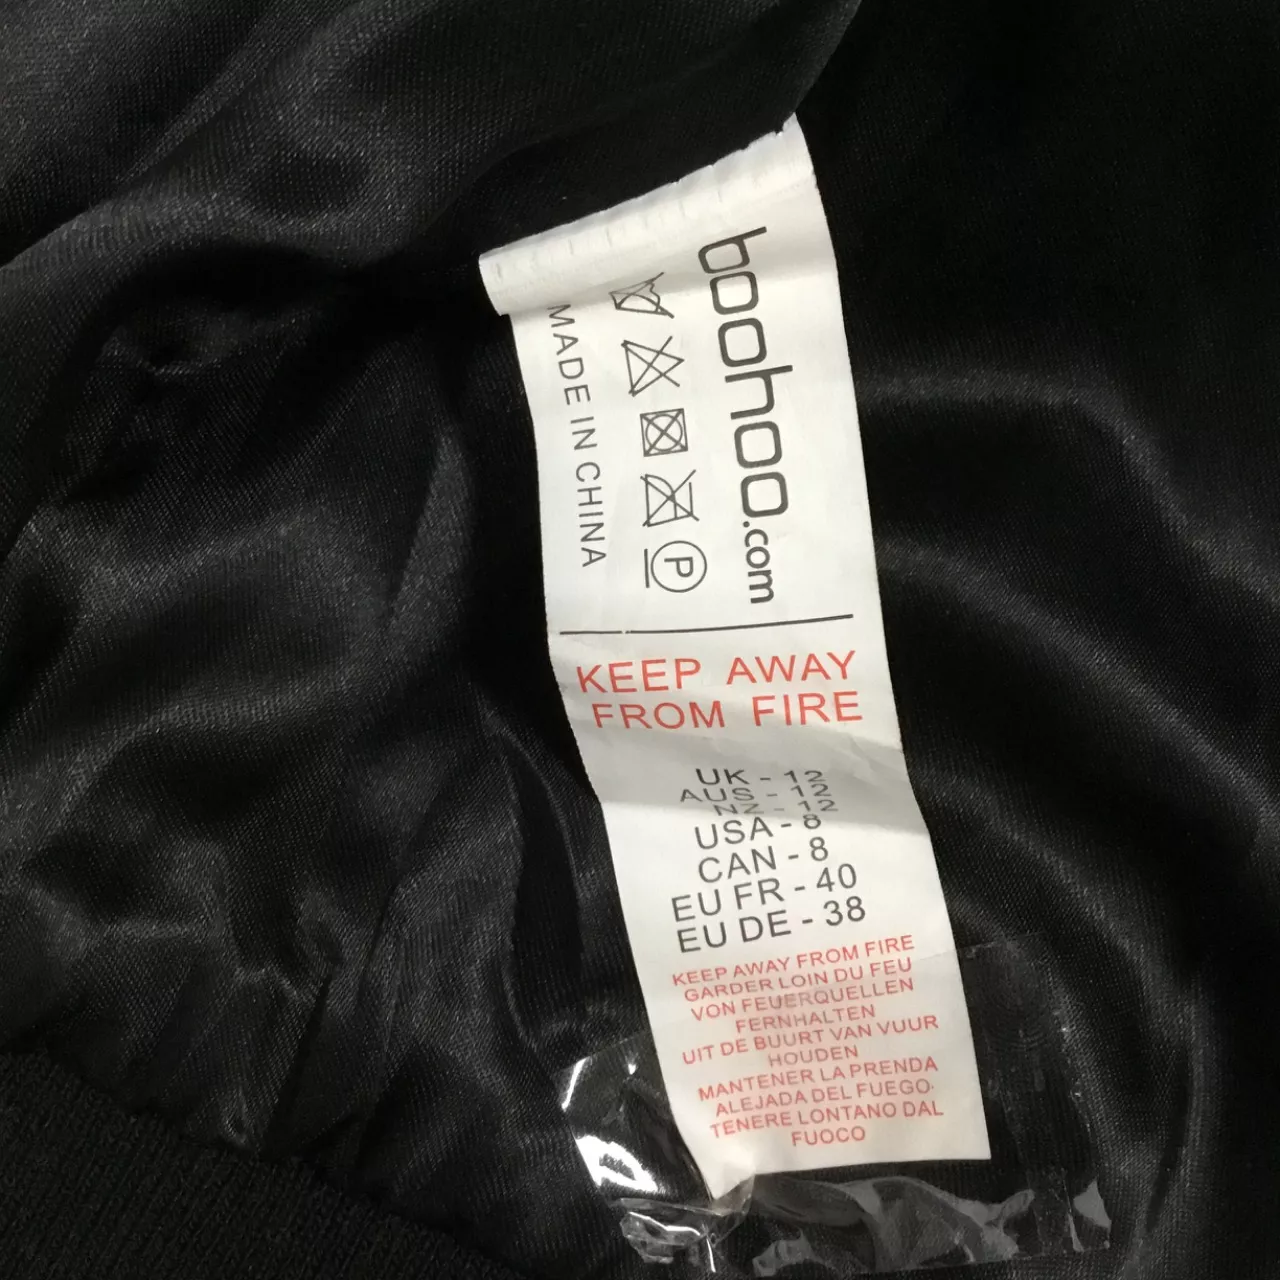 boohoo.com
P
MADE IN CHINA
KEEP AWAY
FROM FIRE
UK - 12
AUS - 12
NZ - 12
USA - 8
CAN - 8
EU FR - 40
EU DE - 38
KEEP AWAY FROM FIRE
GARDER LOIN DU FEU
VON FEUERQUELLEN
FERNHALTEN
UIT DE BUURT VAN VUUR
HOUDEN
MANTENER LA PRENDA
ALEJADA DEL FUEGO
TENERE LONTANO DAL
FUOCO